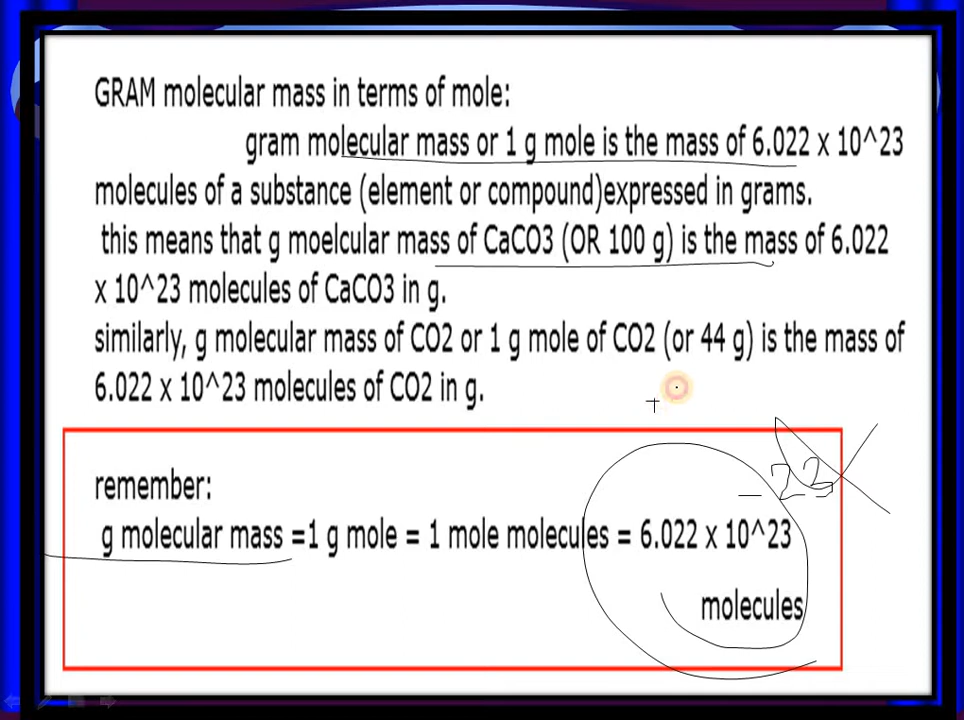 GRAM molecular mass in terms of mole:
gram molecular mass or 1 g mole is the mass of 6.022 x 10^23
molecules of a substance (element or compound)expressed in grams.
this means that g moelcular mass of CaCO3 (OR 100 g) is the mass of 6.022
x 10^23 molecules of CaCO3 in g.
similarly, g molecular mass of CO2 or 1 g mole of CO2 (or 44 g) is the mass of
6.022 x 10^23 molecules of CO2 in g.
-22
remember:
g molecular mass =1 g mole = 1 mole molecules = 6.022 x 10^23
molecules